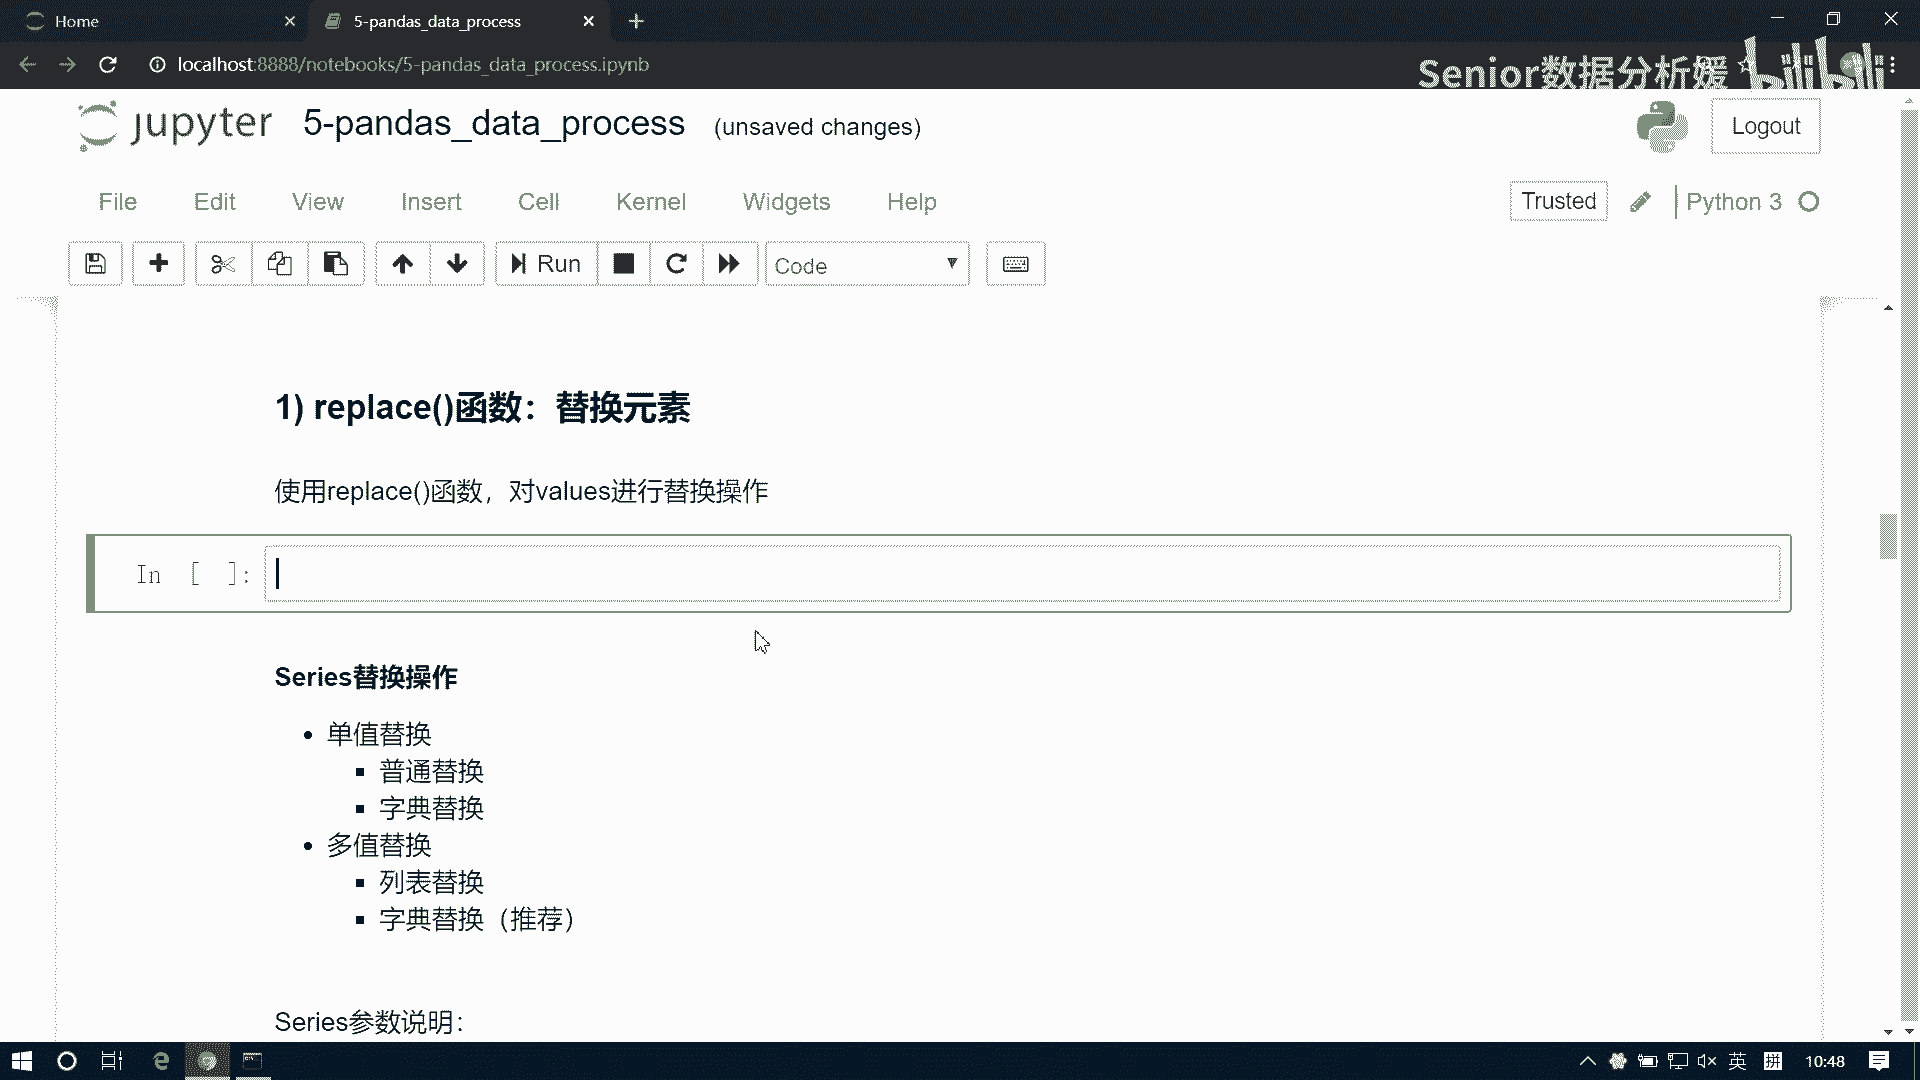 Home
5-pandas_data_process
localhost:8888/notebooks/5-pandas_data_process.ipynb
Senior数据分析媛
bilibili
jupyter 5-pandas_data_process (unsaved changes)
Logout
File Edit View Insert Cell Kernel Widgets Help
Trusted
Python 3
Run
Code
1) replace()函数：替换元素
使用replace()函数，对values进行替换操作
In [ ]:
Series替换操作
单值替换
普通替换
字典替换
多值替换
列表替换
字典替换（推荐）
Series参数说明：
英
拼
10:48